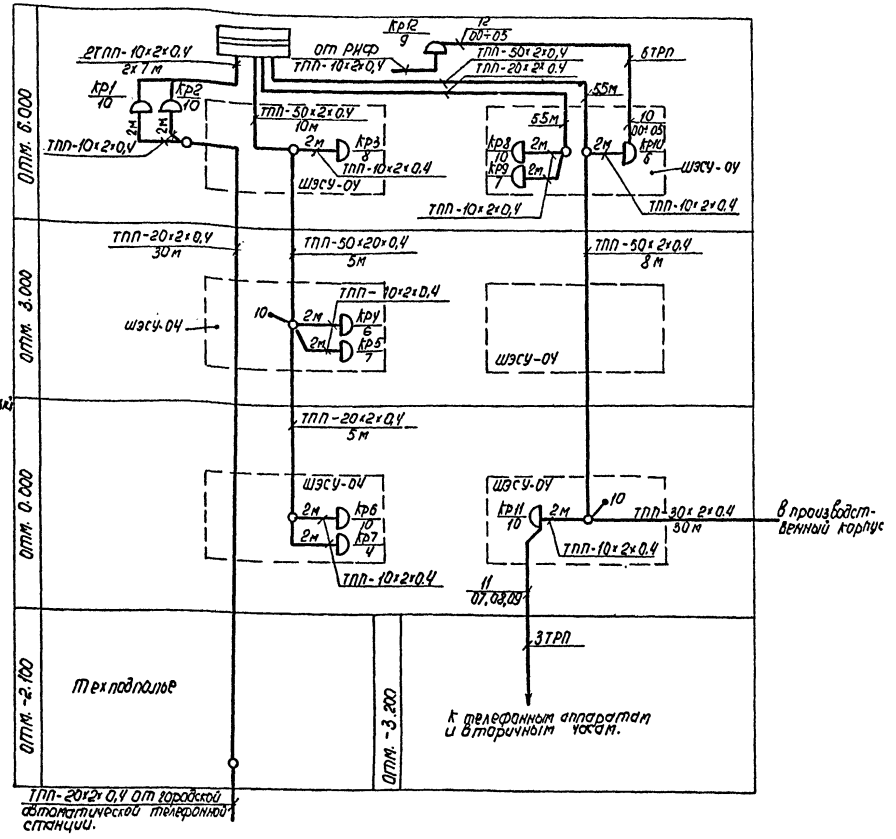 2ТПП-10×2×0.4
2×7м
Кр1
10
Кр2
10
2м
2м
ТПП-10×2×0,4
от РНФ
ТПП-10×2×0,4
Кр12
9
12
00÷05
ТПП-50×2×0,4
ТПП-20×2×0.4
6ТРП
55м
55м
10
00÷05
ТПП-50×2×0.4
10м
2м
Кр3
8
ТПП-10×2×0.4
ШЭСУ-04
Кр8
10
2м
Кр9
7
2м
2м
Кр10
6
ШЭСУ-04
ТПП-10×2×0,4
ТПП-10×2×0.4
ОТМ. 6.000
ТПП-20×2×0,4
30м
ТПП-50×20×0.4
5м
ТПП-50×2×0.4
8м
ТПП-10×2×0,4
ШЭСУ-04
10
2м
Кр4
6
2м
Кр5
7
ШЭСУ-04
ОТМ. 3.000
ТПП-20×2×0,4
5м
ШЭСУ-04
2м
Кр6
10
2м
Кр7
4
ТПП-10×2×0.4
ШЭСУ-04
Кр11
10
2м
10
ТПП-30×2×0.4
50м
ТПП-10×2×0.4
В производст-
венный корпус
ОТМ. 0.000
11
07,08,09
3ТРП
Техподполье
ОТМ. -2.100
ОТМ. -3.200
К телефонным аппаратам
и вторичным часам.
ТПП-20×2×0,4 от городской
автоматической телефонной
станции.